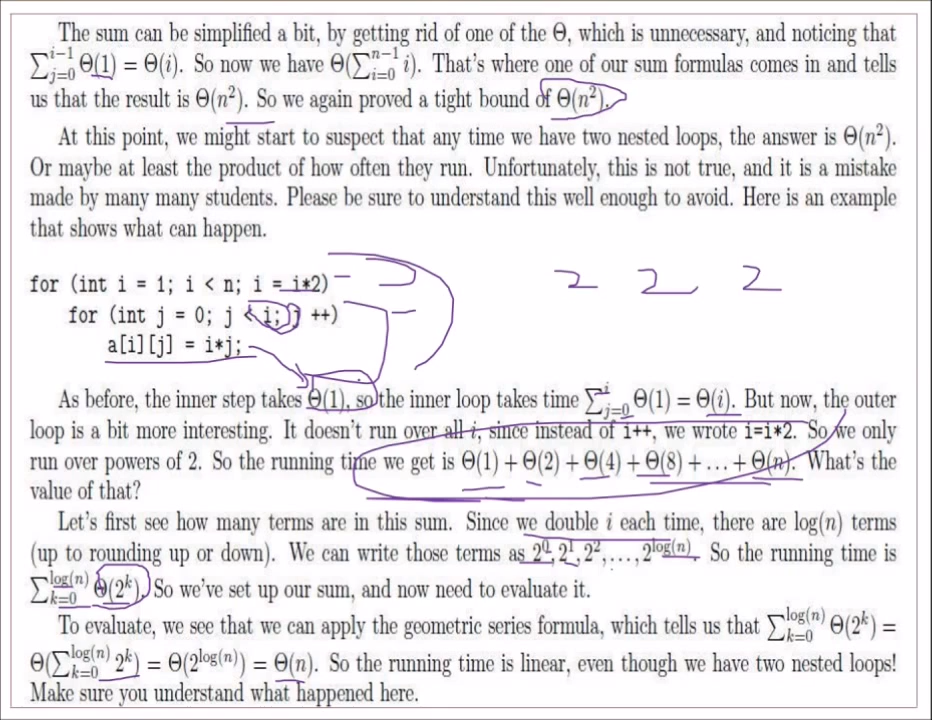 The sum can be simplified a bit, by getting rid of one of the Θ, which is unnecessary, and noticing that
∑_{j=0}^{i−1} Θ(1) = Θ(i). So now we have Θ(∑_{i=0}^{n−1} i). That's where one of our sum formulas comes in and tells
us that the result is Θ(n²). So we again proved a tight bound of Θ(n²).
At this point, we might start to suspect that any time we have two nested loops, the answer is Θ(n²).
Or maybe at least the product of how often they run. Unfortunately, this is not true, and it is a mistake
made by many many students. Please be sure to understand this well enough to avoid. Here is an example
that shows what can happen.
for (int i = 1; i < n; i = i*2)
2 2 2
for (int j = 0; j < i; j ++)
a[i][j] = i*j;
As before, the inner step takes Θ(1), so the inner loop takes time ∑_{j=0}^{i} Θ(1) = Θ(i). But now, the outer
loop is a bit more interesting. It doesn't run over all i, since instead of i++, we wrote i=i*2. So we only
run over powers of 2. So the running time we get is Θ(1) + Θ(2) + Θ(4) + Θ(8) + … + Θ(n). What's the
value of that?
Let's first see how many terms are in this sum. Since we double i each time, there are log(n) terms
(up to rounding up or down). We can write those terms as 2⁰, 2¹, 2², …, 2^{log(n)}. So the running time is
∑_{k=0}^{log(n)} Θ(2^k). So we've set up our sum, and now need to evaluate it.
To evaluate, we see that we can apply the geometric series formula, which tells us that ∑_{k=0}^{log(n)} Θ(2^k) =
Θ(∑_{k=0}^{log(n)} 2^k) = Θ(2^{log(n)}) = Θ(n). So the running time is linear, even though we have two nested loops!
Make sure you understand what happened here.